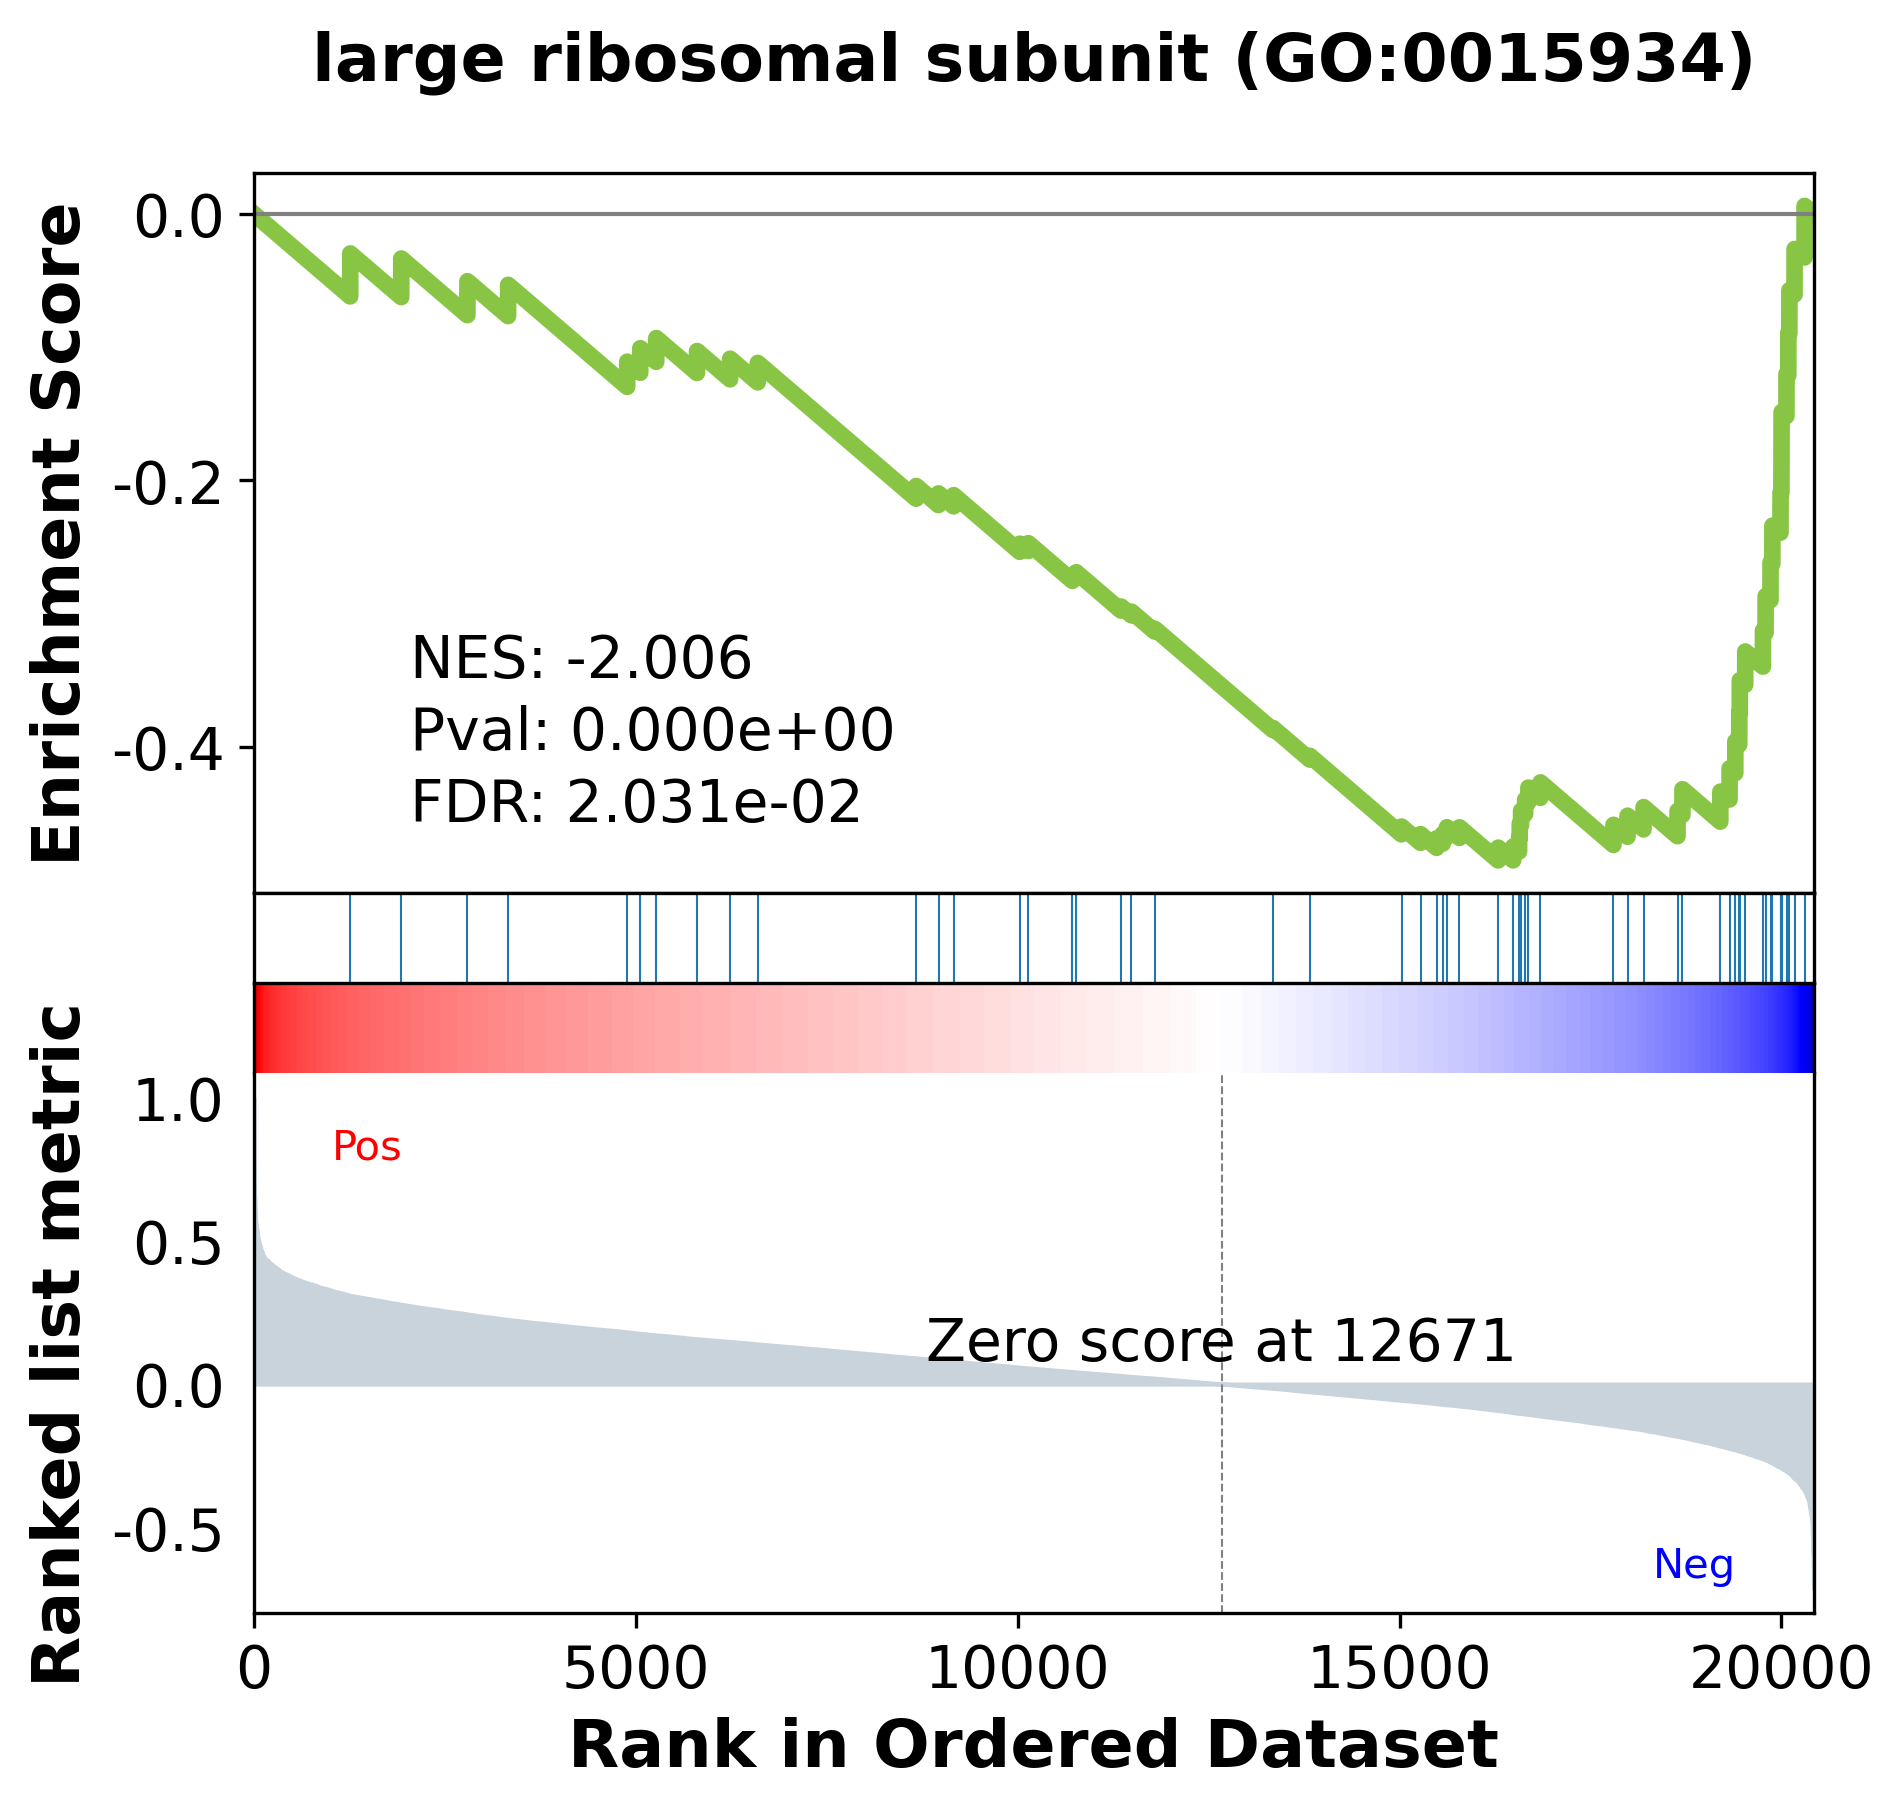 large ribosomal subunit (GO:0015934)
Enrichment Score
0.0
-0.2
-0.4
NES: -2.006
Pval: 0.000e+00
FDR: 2.031e-02
Ranked list metric
1.0
0.5
0.0
-0.5
Pos
Zero score at 12671
Neg
0 5000 10000 15000 20000
Rank in Ordered Dataset